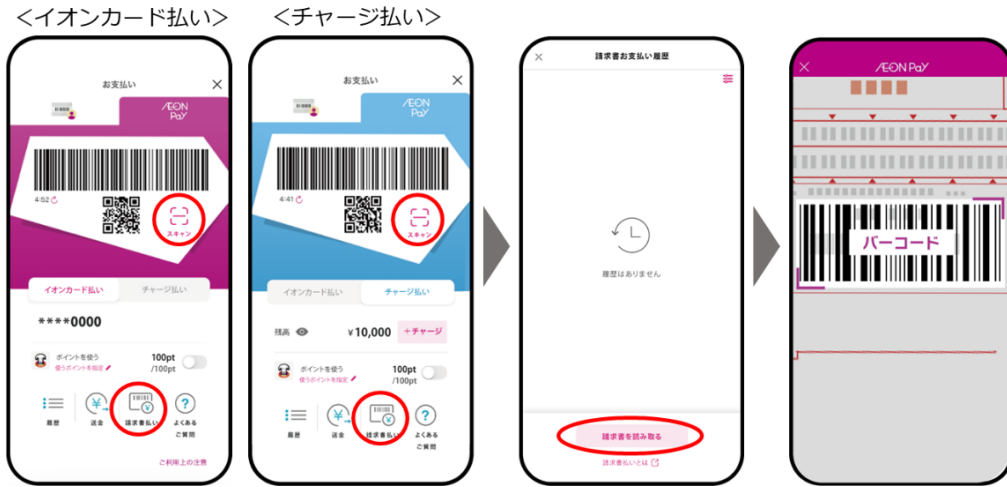 ＜イオンカード払い＞
お支払い
×
ÆON
Pay
4:52
スキャン
イオンカード払い
チャージ払い
****0000
ポイントを使う
使うポイントを指定
100pt
/100pt
履歴
送金
請求書払い
よくある
ご質問
ご利用上の注意
＜チャージ払い＞
お支払い
×
ÆON
Pay
4:41
スキャン
イオンカード払い
チャージ払い
残高
¥10,000
＋チャージ
ポイントを使う
使うポイントを指定
100pt
/100pt
履歴
送金
請求書払い
よくある
ご質問
×
請求書お支払い履歴
履歴はありません
請求書を読み取る
請求書払いとは
×
ÆON Pay
バーコード